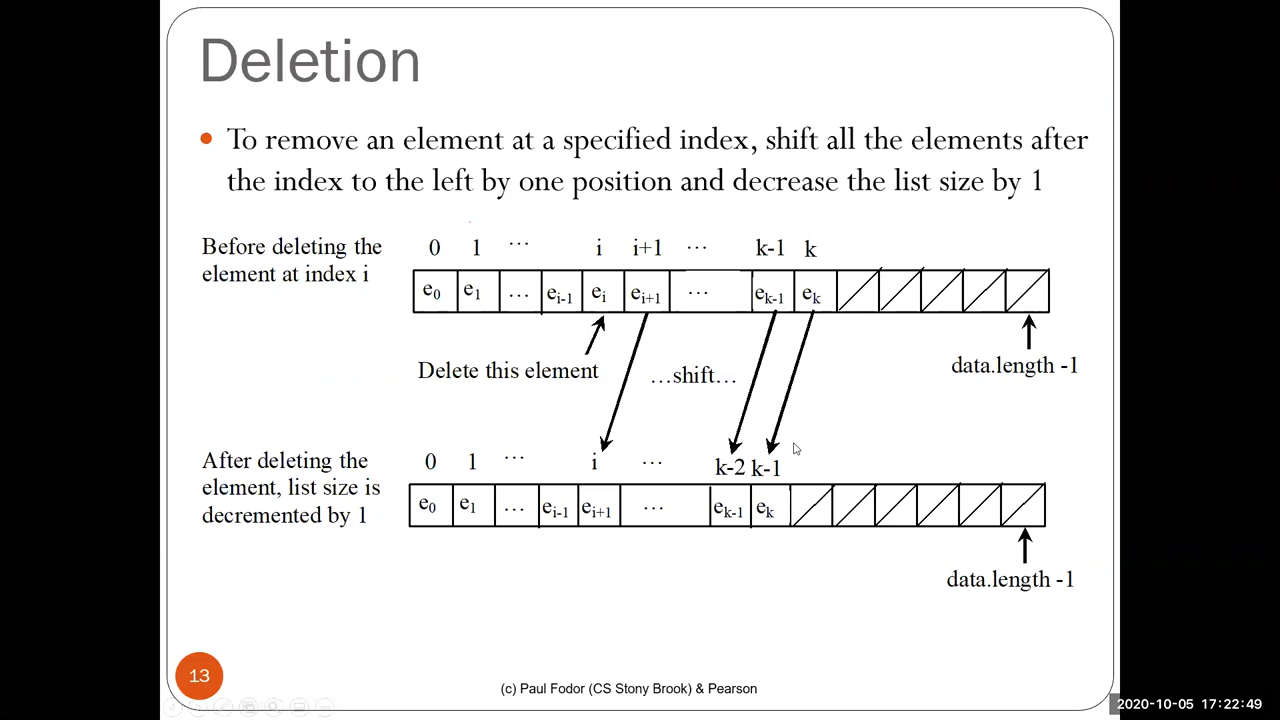 Deletion
• To remove an element at a specified index, shift all the elements after
the index to the left by one position and decrease the list size by 1
Before deleting the
element at index i
0 1 … i i+1 … k-1 k
e0 e1 … ei-1 ei ei+1 … ek-1 ek
Delete this element
…shift…
data.length -1
After deleting the
element, list size is
decremented by 1
0 1 … i … k-2 k-1
e0 e1 … ei-1 ei+1 … ek-1 ek
data.length -1
13
(c) Paul Fodor (CS Stony Brook) & Pearson
2020-10-05 17:22:49